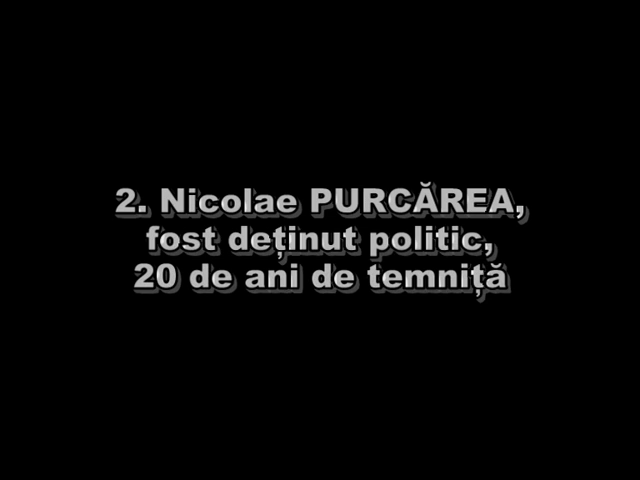 2. Nicolae PURCĂREA,
fost deținut politic,
20 de ani de temniță